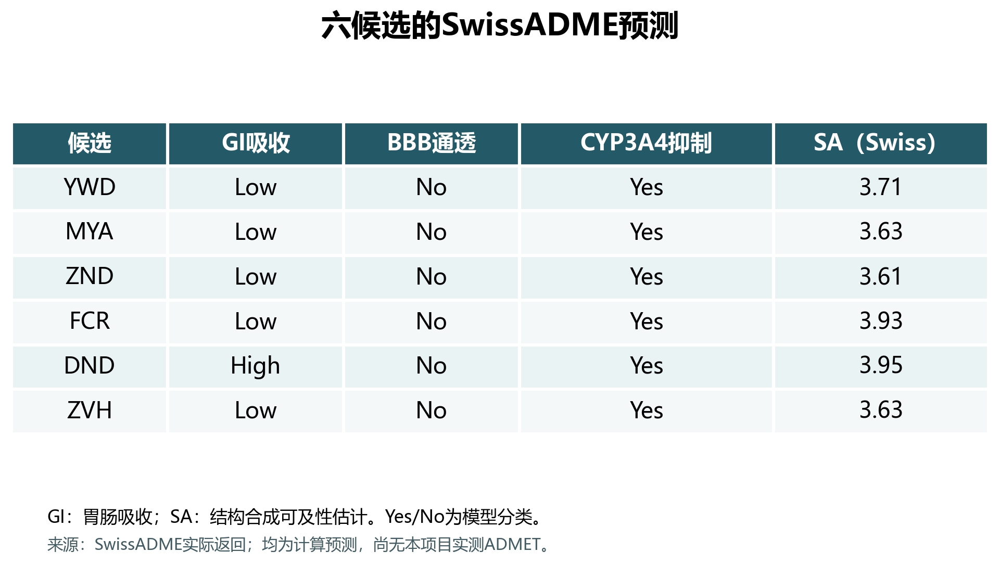 六候选的SwissADME预测
候选 GI吸收 BBB通透 CYP3A4抑制 SA（Swiss）
YWD Low No Yes 3.71
MYA Low No Yes 3.63
ZND Low No Yes 3.61
FCR Low No Yes 3.93
DND High No Yes 3.95
ZVH Low No Yes 3.63
GI：胃肠吸收；SA：结构合成可及性估计。Yes/No为模型分类。
来源：SwissADME实际返回；均为计算预测，尚无本项目实测ADMET。